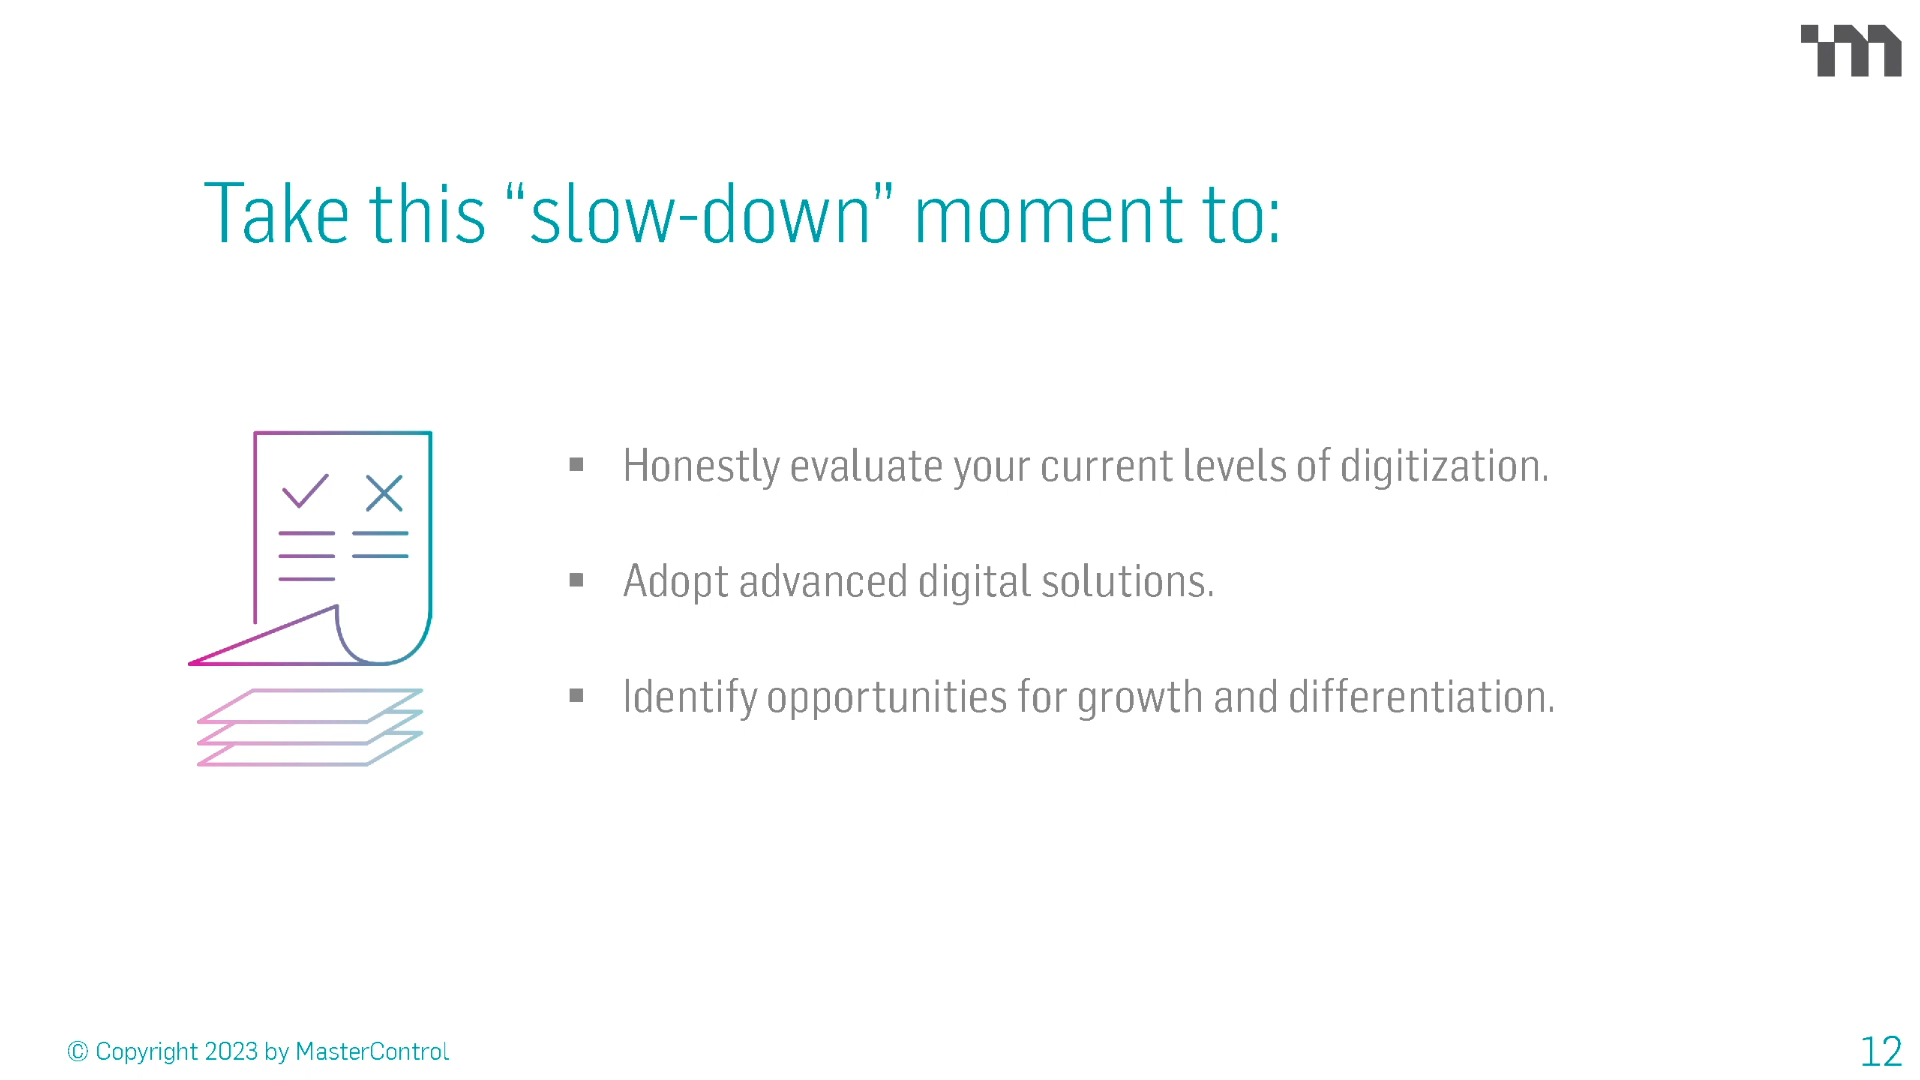 Take this “slow-down” moment to:
▪ Honestly evaluate your current levels of digitization.
▪ Adopt advanced digital solutions.
▪ Identify opportunities for growth and differentiation.
© Copyright 2023 by MasterControl
12